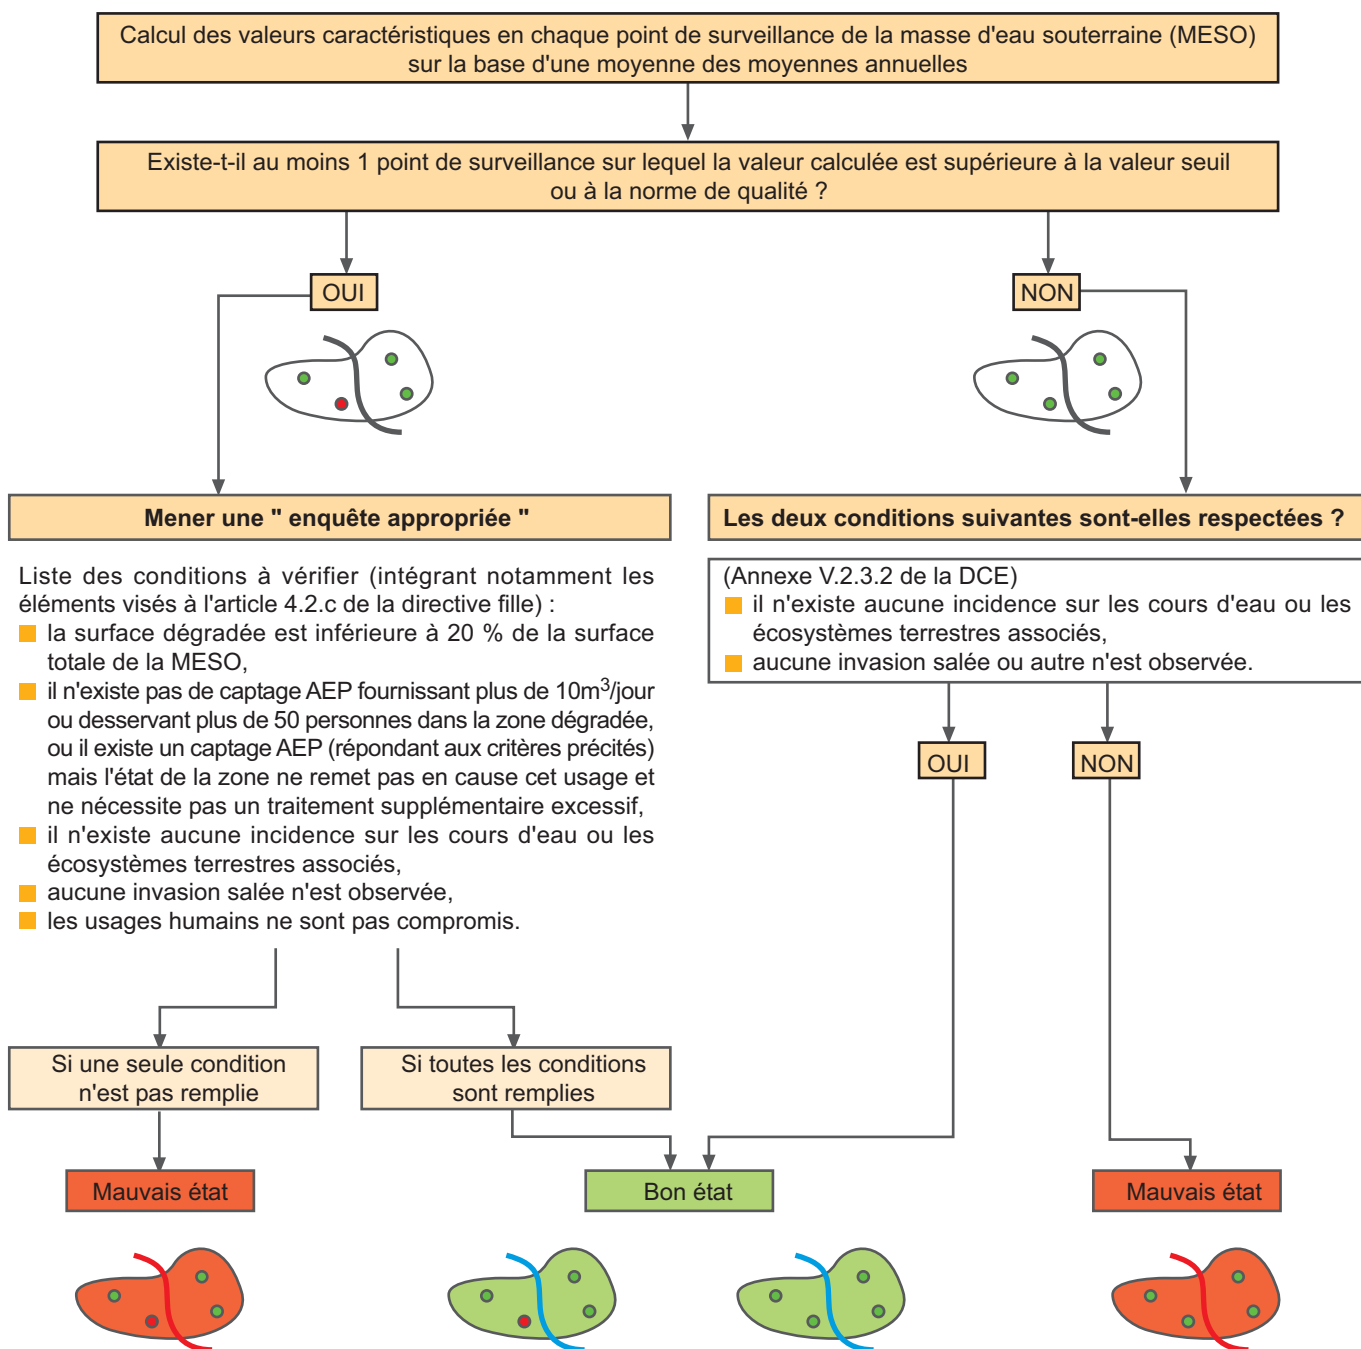 Calcul des valeurs caractéristiques en chaque point de surveillance de la masse d'eau souterraine (MESO)
sur la base d'une moyenne des moyennes annuelles
Existe-t-il au moins 1 point de surveillance sur lequel la valeur calculée est supérieure à la valeur seuil
ou à la norme de qualité ?
OUI
NON
Mener une " enquête appropriée "
Liste des conditions à vérifier (intégrant notamment les
éléments visés à l'article 4.2.c de la directive fille) :
la surface dégradée est inférieure à 20 % de la surface
totale de la MESO,
il n'existe pas de captage AEP fournissant plus de 10m³/jour
ou desservant plus de 50 personnes dans la zone dégradée,
ou il existe un captage AEP (répondant aux critères précités)
mais l'état de la zone ne remet pas en cause cet usage et
ne nécessite pas un traitement supplémentaire excessif,
il n'existe aucune incidence sur les cours d'eau ou les
écosystèmes terrestres associés,
aucune invasion salée n'est observée,
les usages humains ne sont pas compromis.
Les deux conditions suivantes sont-elles respectées ?
(Annexe V.2.3.2 de la DCE)
il n'existe aucune incidence sur les cours d'eau ou les
écosystèmes terrestres associés,
aucune invasion salée ou autre n'est observée.
OUI
NON
Si une seule condition
n'est pas remplie
Si toutes les conditions
sont remplies
Mauvais état
Bon état
Mauvais état